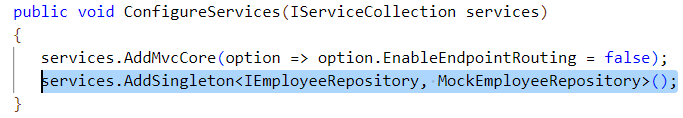 public void ConfigureServices(IServiceCollection services)
{
services.AddMvcCore(option => option.EnableEndpointRouting = false);
services.AddSingleton<IEmployeeRepository, MockEmployeeRepository>();
}